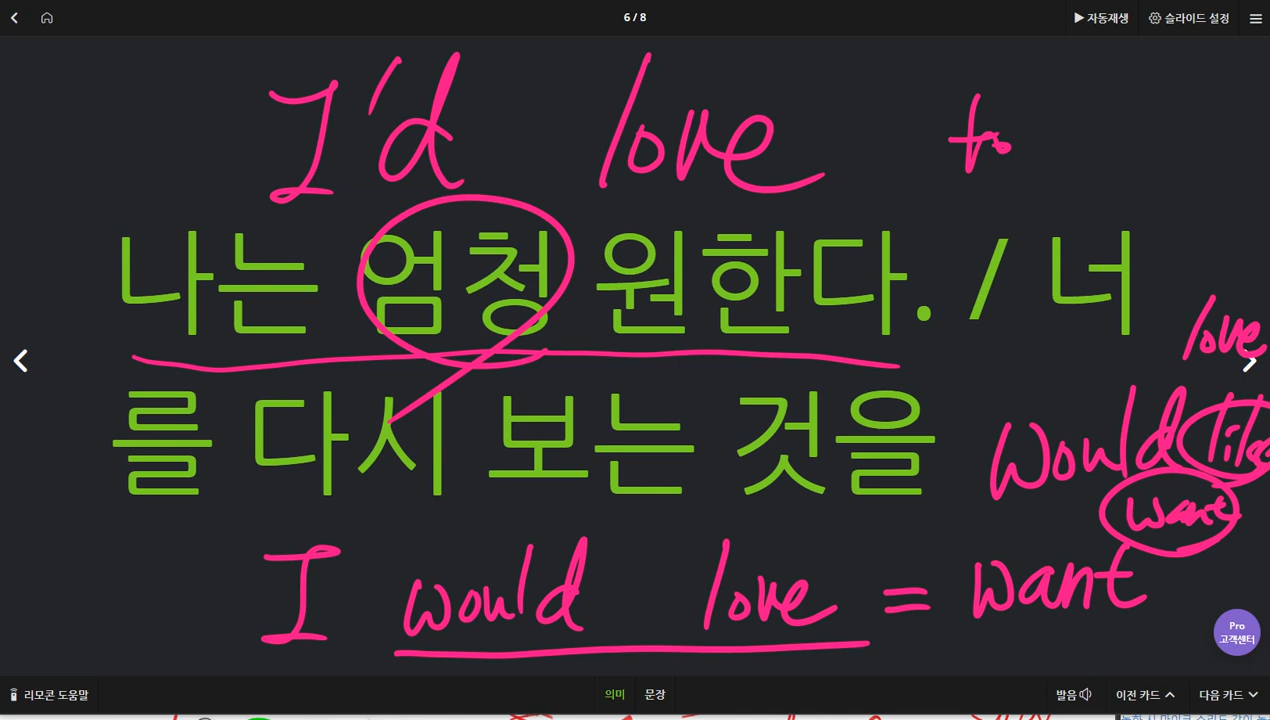 6 / 8
자동재생
슬라이드 설정
I'd love to
나는 엄청 원한다. / 너
love
를 다시 보는 것을
would like
want
I would love = want
Pro
고객센터
리모콘 도움말
의미
문장
발음
이전 카드
다음 카드